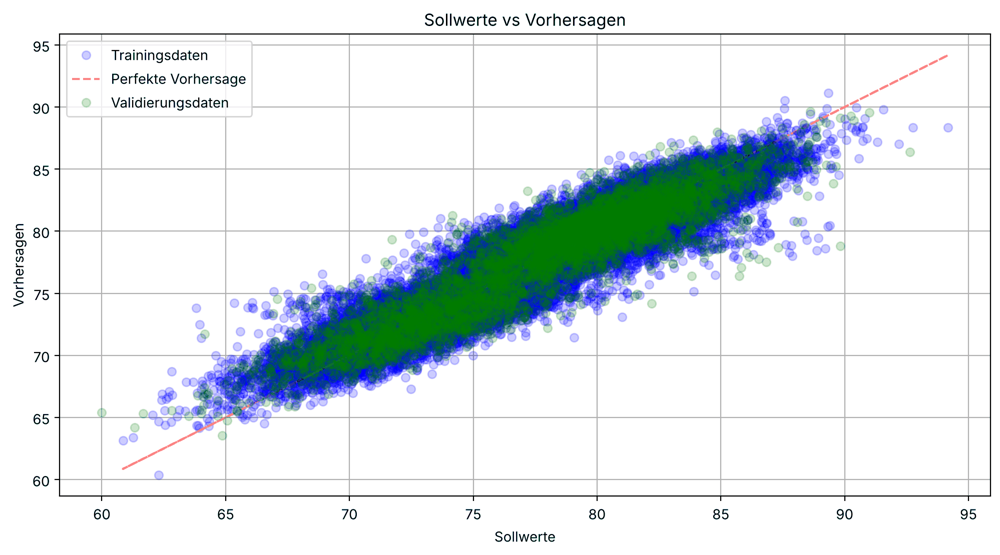 Sollwerte vs Vorhersagen
Trainingsdaten
Perfekte Vorhersage
Validierungsdaten
95
90
85
80
75
70
65
60
Vorhersagen
60 65 70 75 80 85 90 95
Sollwerte